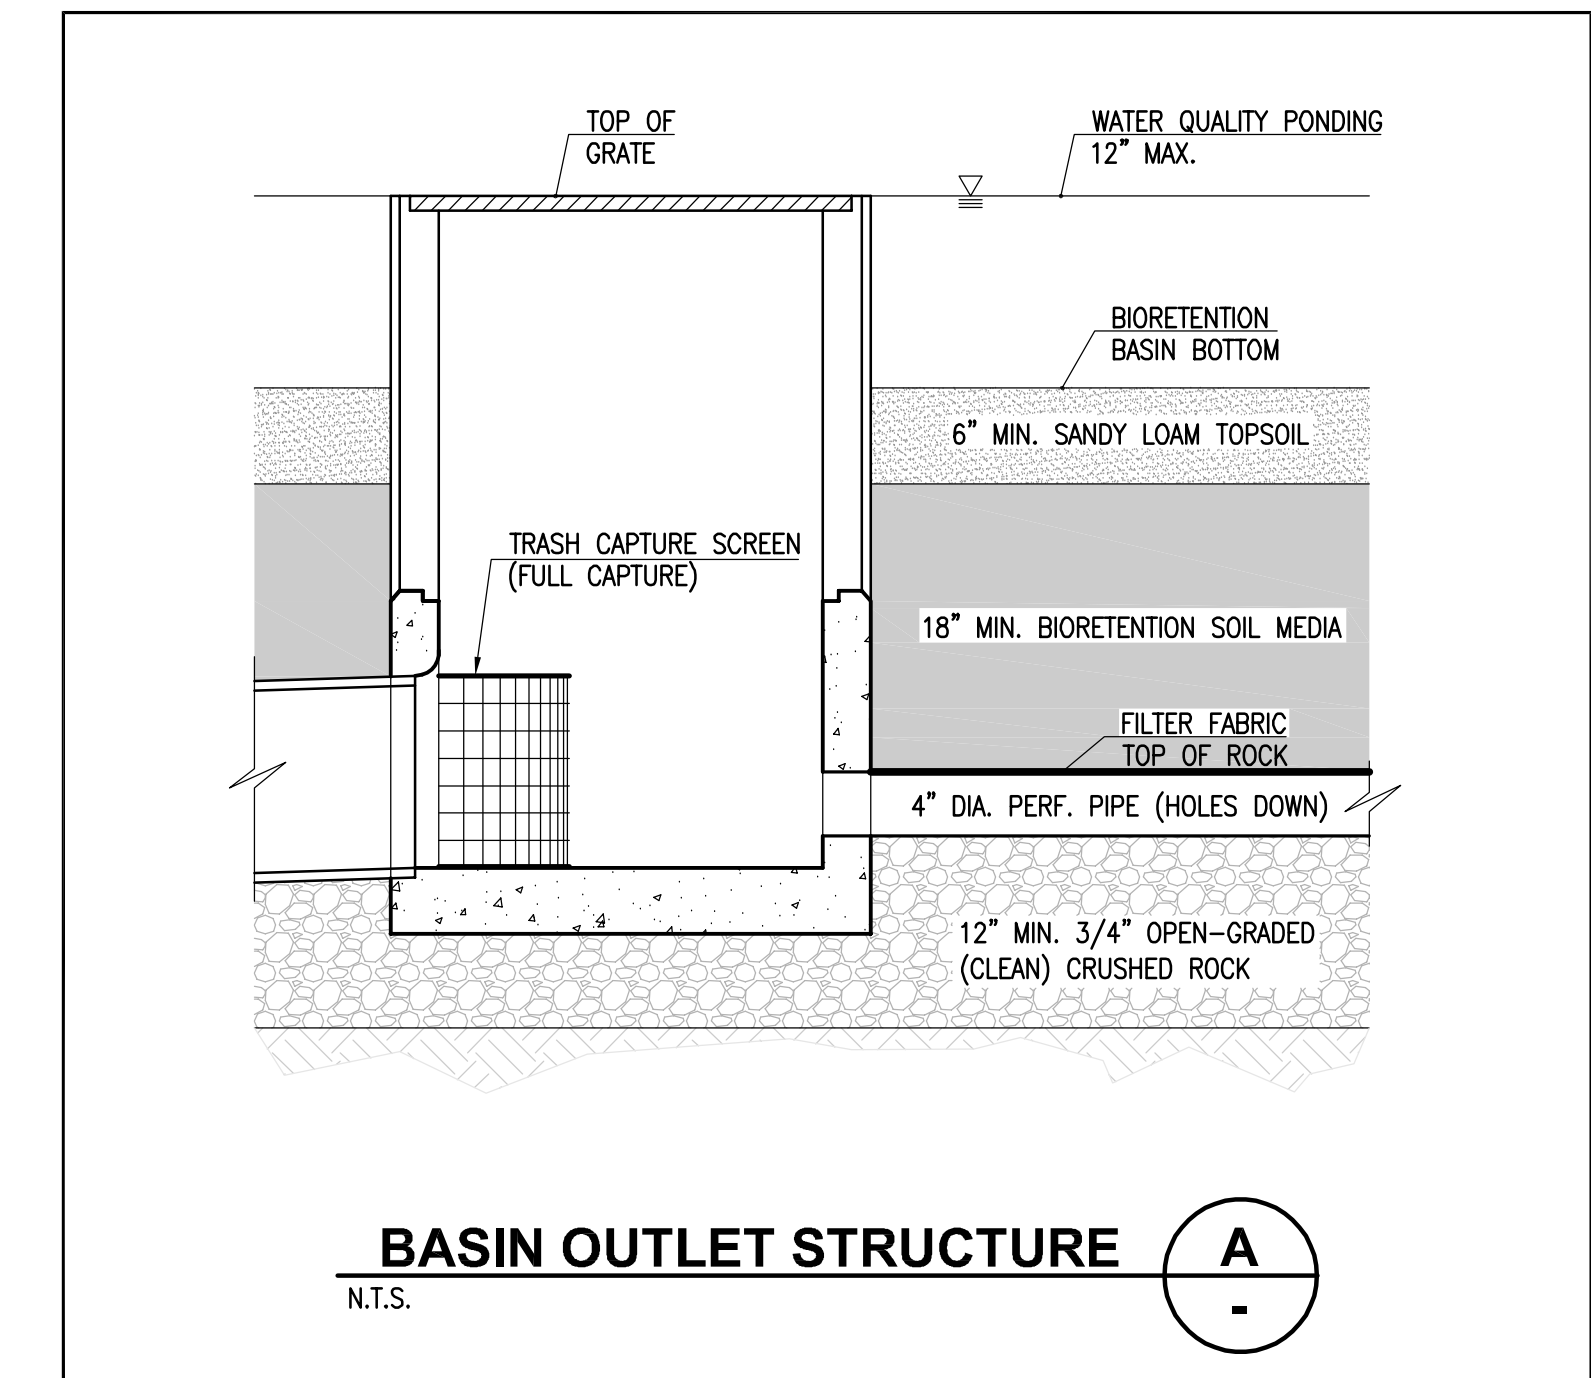 TOP OF
GRATE
WATER QUALITY PONDING
12” MAX.
BIORETENTION
BASIN BOTTOM
6” MIN. SANDY LOAM TOPSOIL
TRASH CAPTURE SCREEN
(FULL CAPTURE)
18” MIN. BIORETENTION SOIL MEDIA
FILTER FABRIC
TOP OF ROCK
4” DIA. PERF. PIPE (HOLES DOWN)
12” MIN. 3/4” OPEN-GRADED
(CLEAN) CRUSHED ROCK
BASIN OUTLET STRUCTURE
N.T.S.
A
-